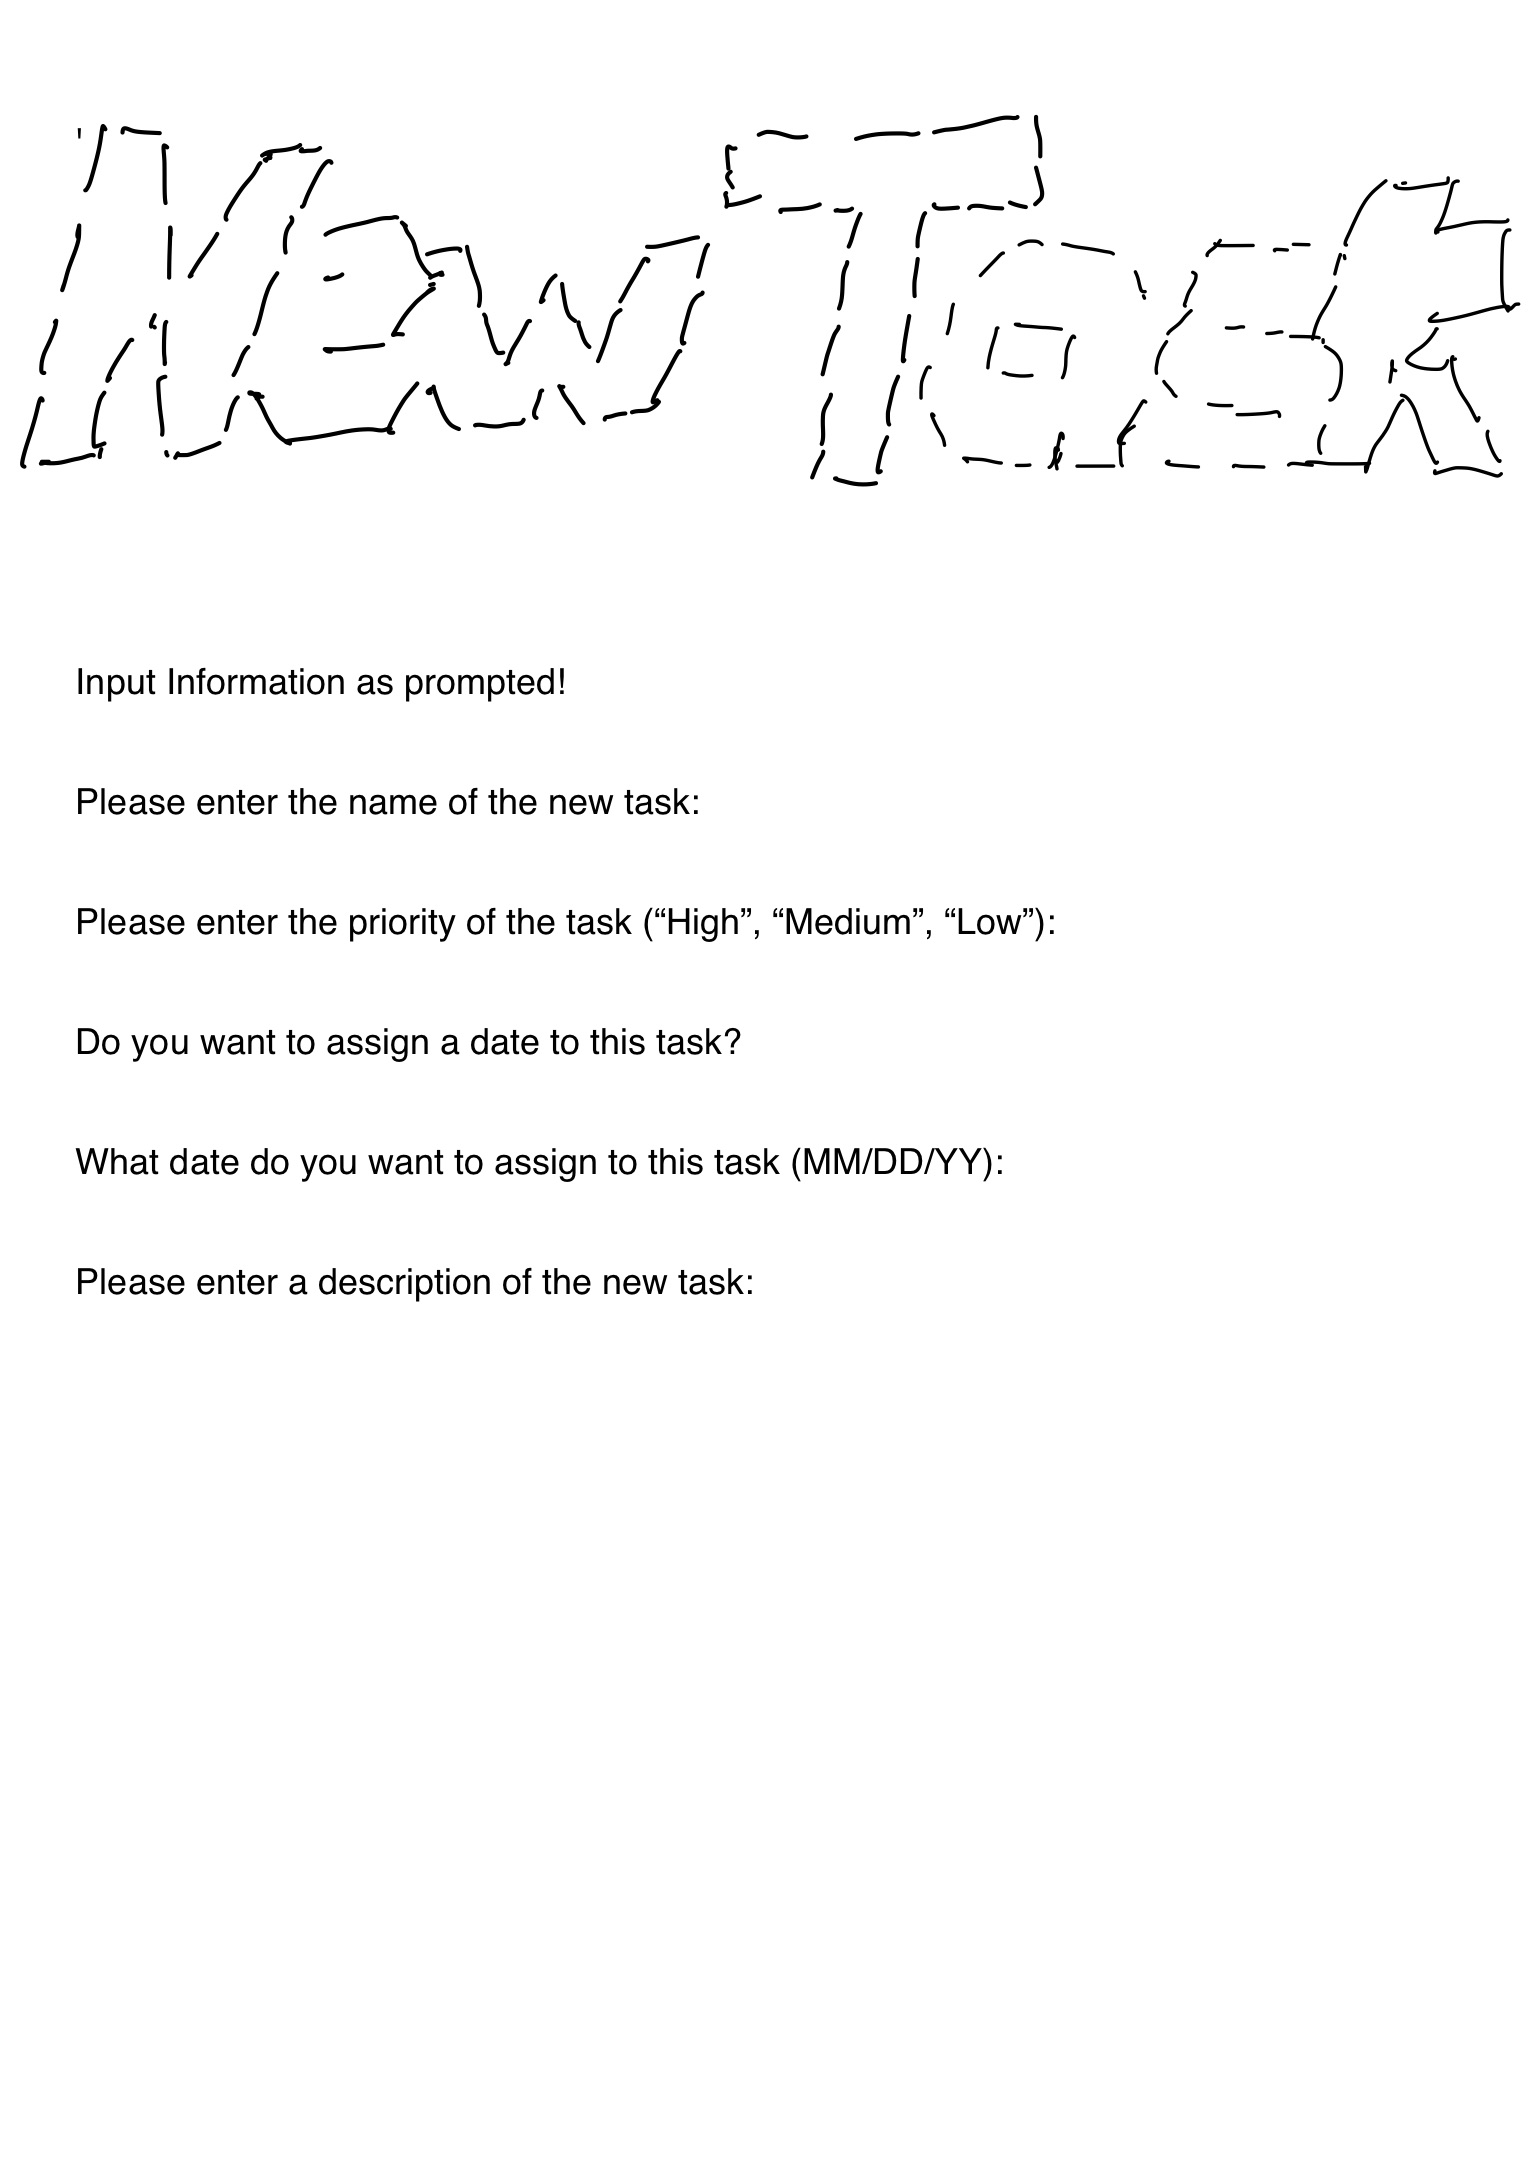 New Task
Input Information as prompted!
Please enter the name of the new task:
Please enter the priority of the task (“High”, “Medium”, “Low”):
Do you want to assign a date to this task?
What date do you want to assign to this task (MM/DD/YY):
Please enter a description of the new task: